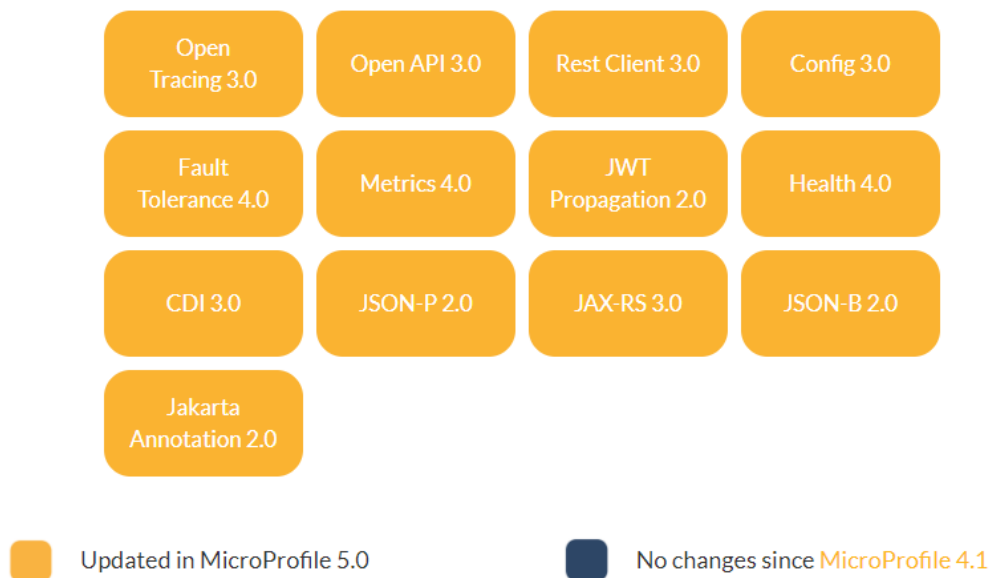 Open
Tracing 3.0
Open API 3.0
Rest Client 3.0
Config 3.0
Fault
Tolerance 4.0
Metrics 4.0
JWT
Propagation 2.0
Health 4.0
CDI 3.0
JSON-P 2.0
JAX-RS 3.0
JSON-B 2.0
Jakarta
Annotation 2.0
Updated in MicroProfile 5.0
No changes since MicroProfile 4.1